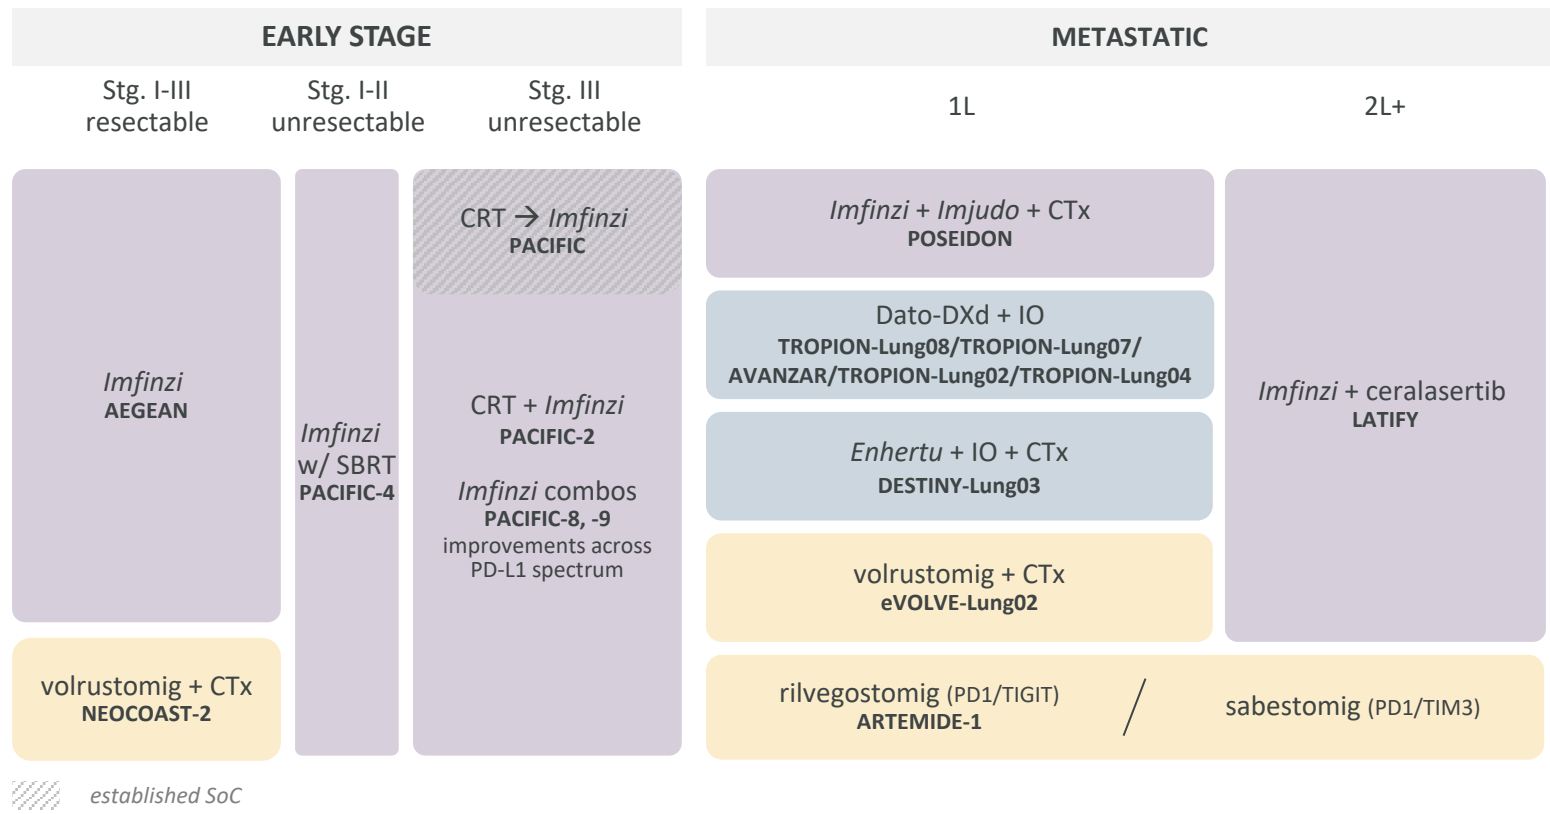 EARLY STAGE
METASTATIC
Stg. I-III
resectable
Stg. I-II
unresectable
Stg. III
unresectable
1L
2L+
Imfinzi
AEGEAN
volrustomig + CTx
NEOCOAST-2
Imfinzi
w/ SBRT
PACIFIC-4
CRT → Imfinzi
PACIFIC
CRT + Imfinzi
PACIFIC-2
Imfinzi combos
PACIFIC-8, -9
improvements across
PD-L1 spectrum
Imfinzi + Imjudo + CTx
POSEIDON
Dato-DXd + IO
TROPION-Lung08/TROPION-Lung07/
AVANZAR/TROPION-Lung02/TROPION-Lung04
Enhertu + IO + CTx
DESTINY-Lung03
volrustomig + CTx
eVOLVE-Lung02
Imfinzi + ceralasertib
LATIFY
rilvegostomig (PD1/TIGIT)
ARTEMIDE-1
/
sabestomig (PD1/TIM3)
established SoC